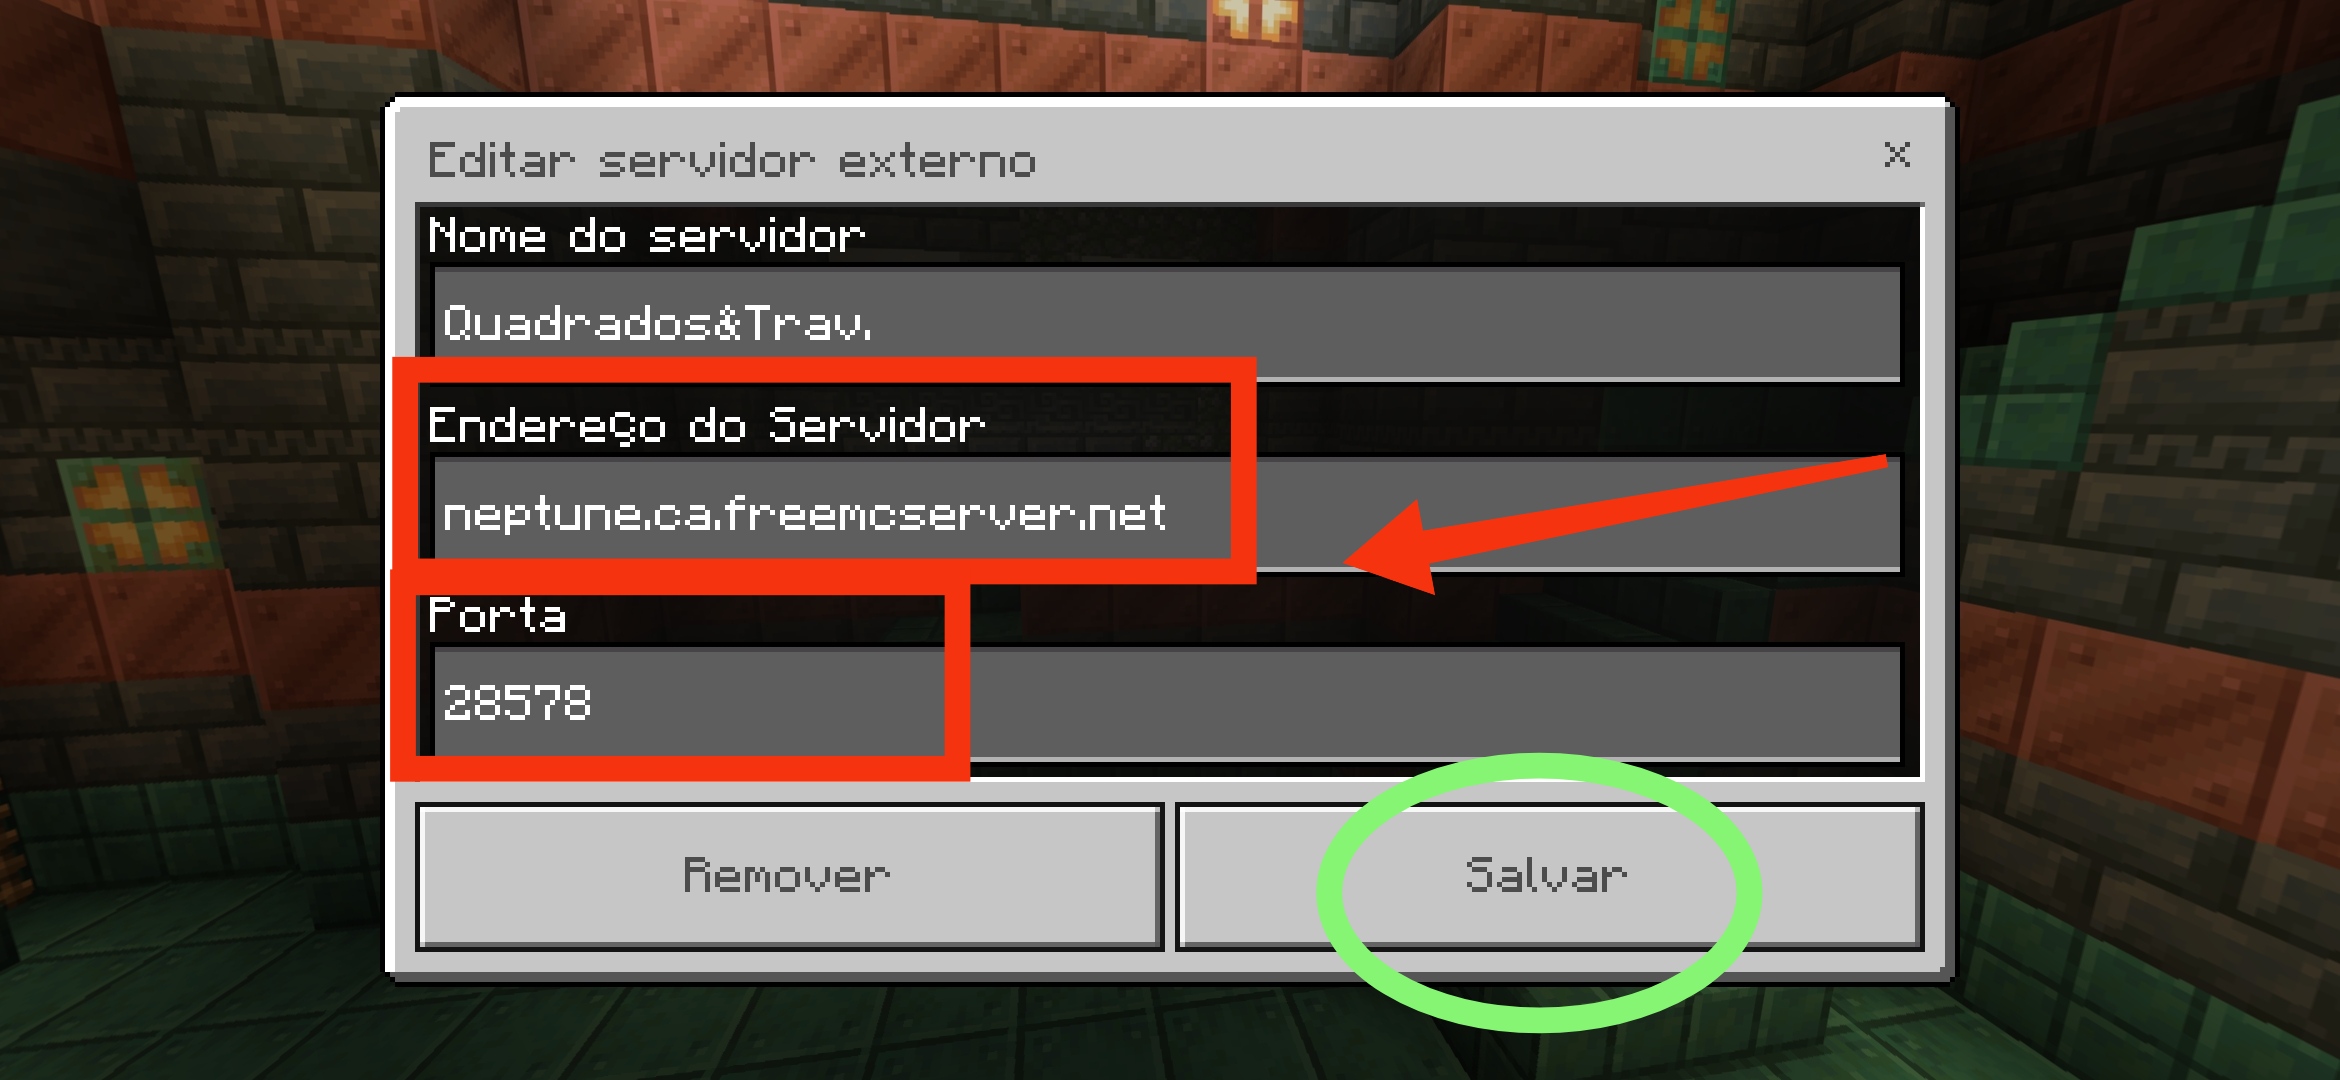 Editar servidor externo
Nome do servidor
Quadrados&Trav.
Endereço do Servidor
neptune.ca.freemcserver.net
Porta
28578
Remover
Salvar